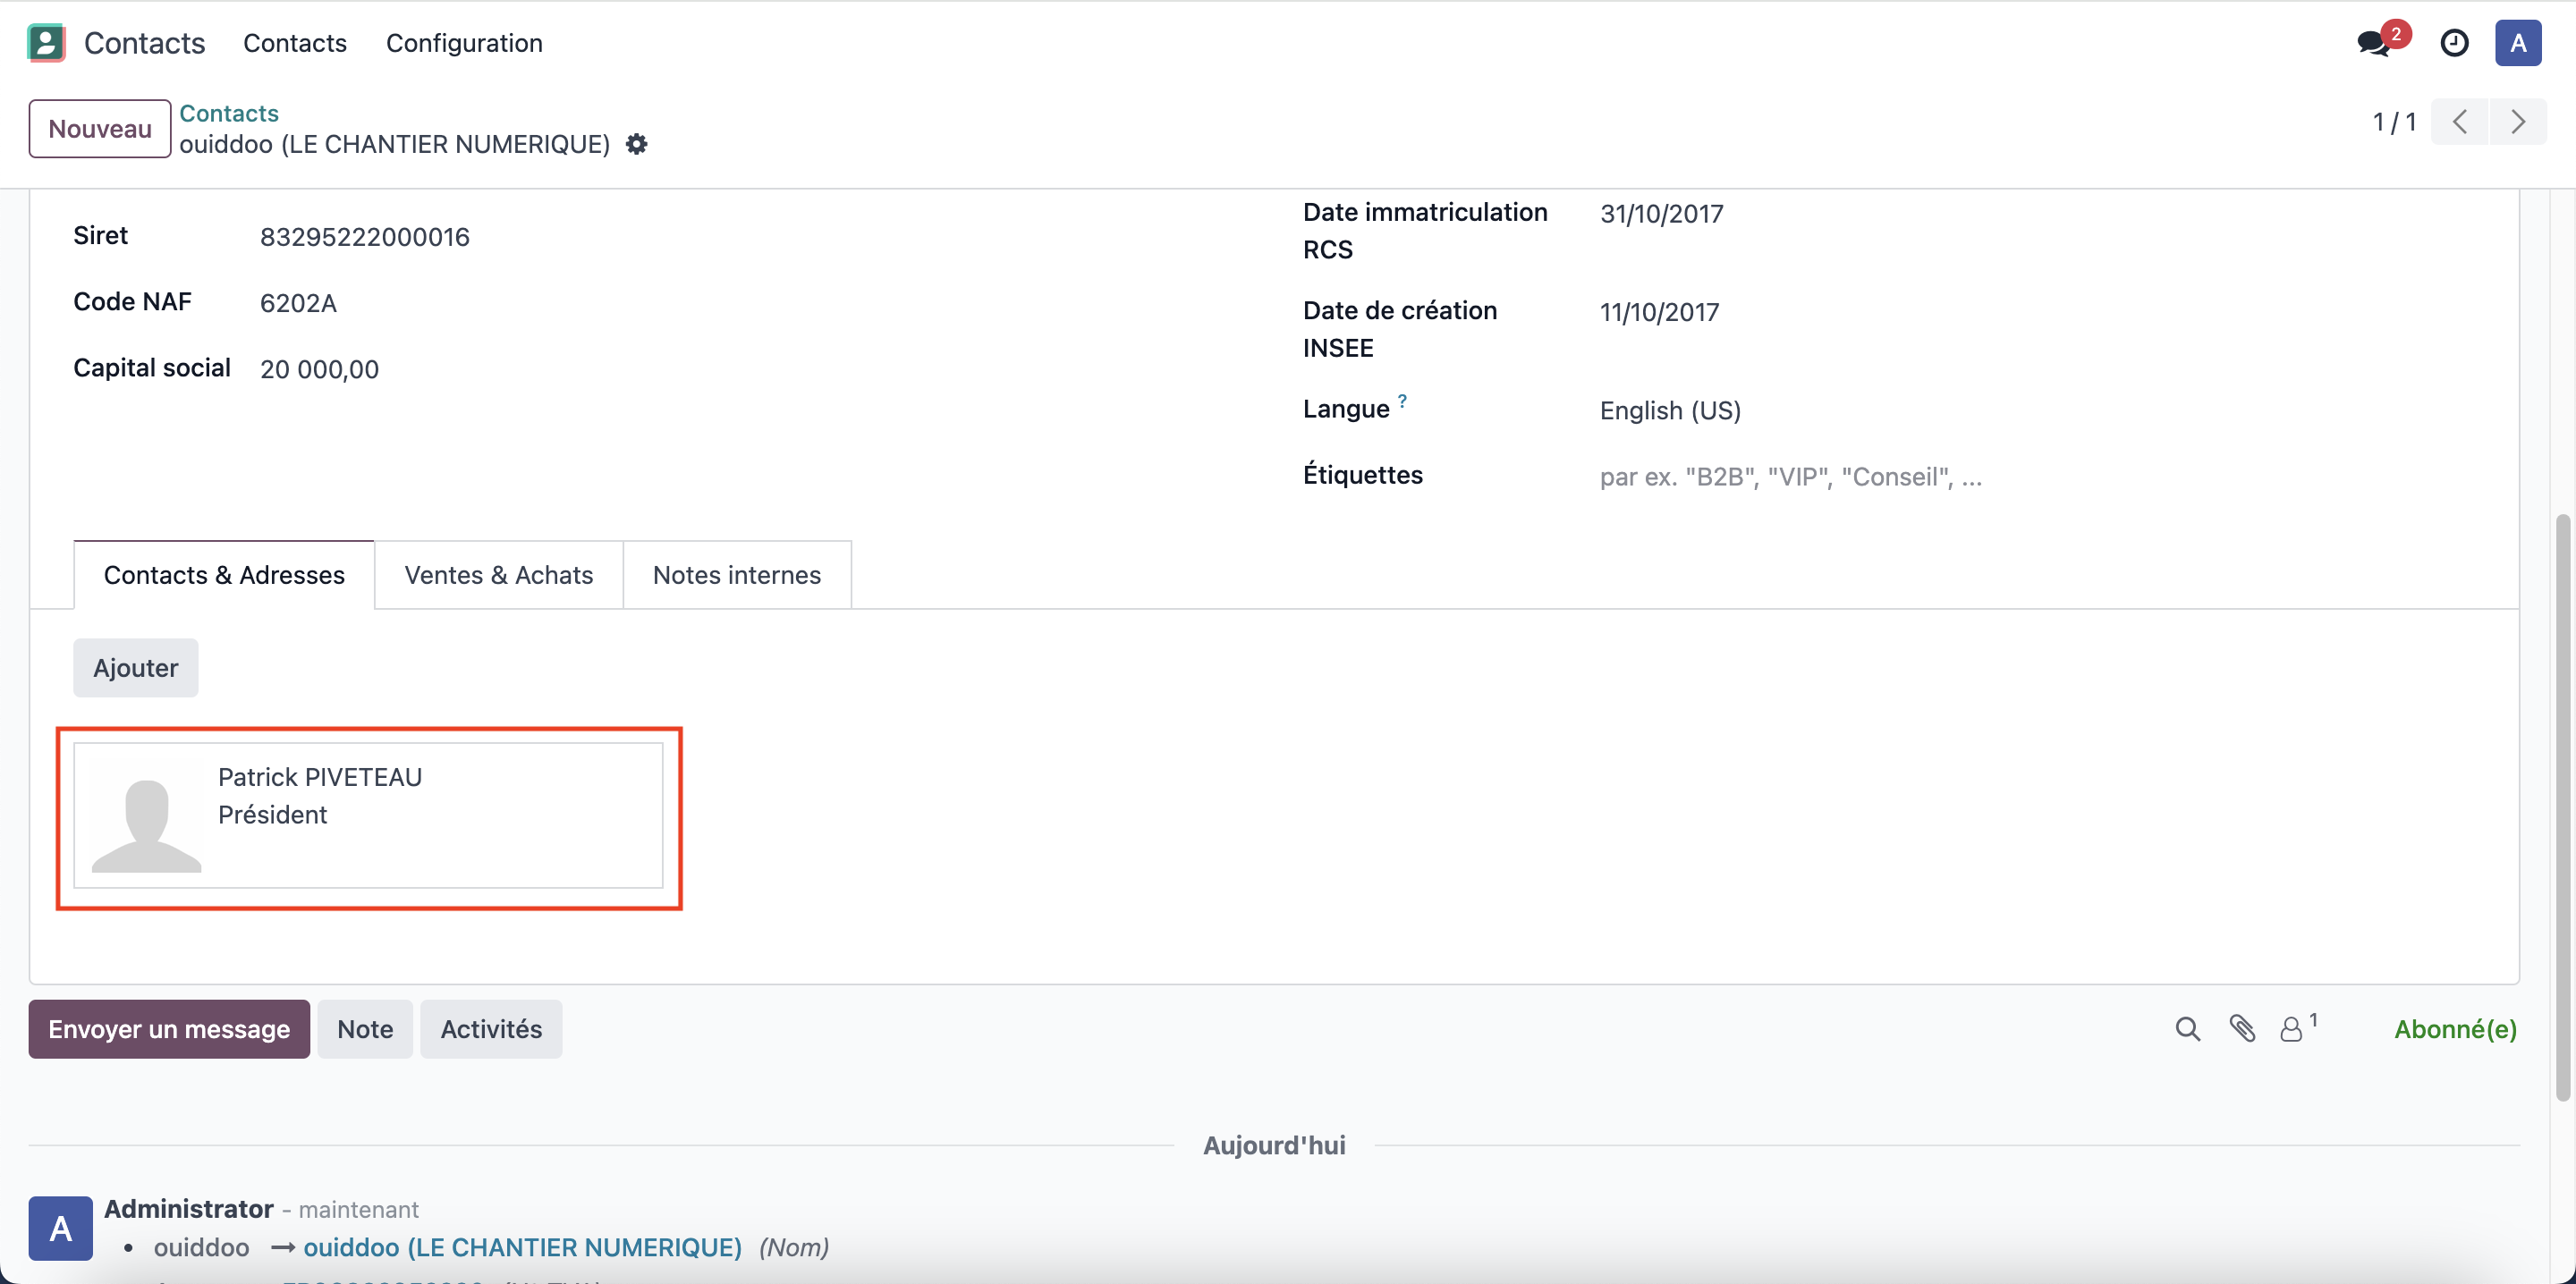 Contacts Contacts Configuration 2 A
Nouveau Contacts
ouiddoo (LE CHANTIER NUMERIQUE)
1 / 1
Siret 83295222000016
Code NAF 6202A
Capital social 20 000,00
Date immatriculation RCS 31/10/2017
Date de création INSEE 11/10/2017
Langue ? English (US)
Étiquettes par ex. "B2B", "VIP", "Conseil", ...
Contacts & Adresses Ventes & Achats Notes internes
Ajouter
Patrick PIVETEAU
Président
Envoyer un message Note Activités 1 Abonné(e)
Aujourd'hui
A Administrator - maintenant
• ouiddoo → ouiddoo (LE CHANTIER NUMERIQUE) (Nom)